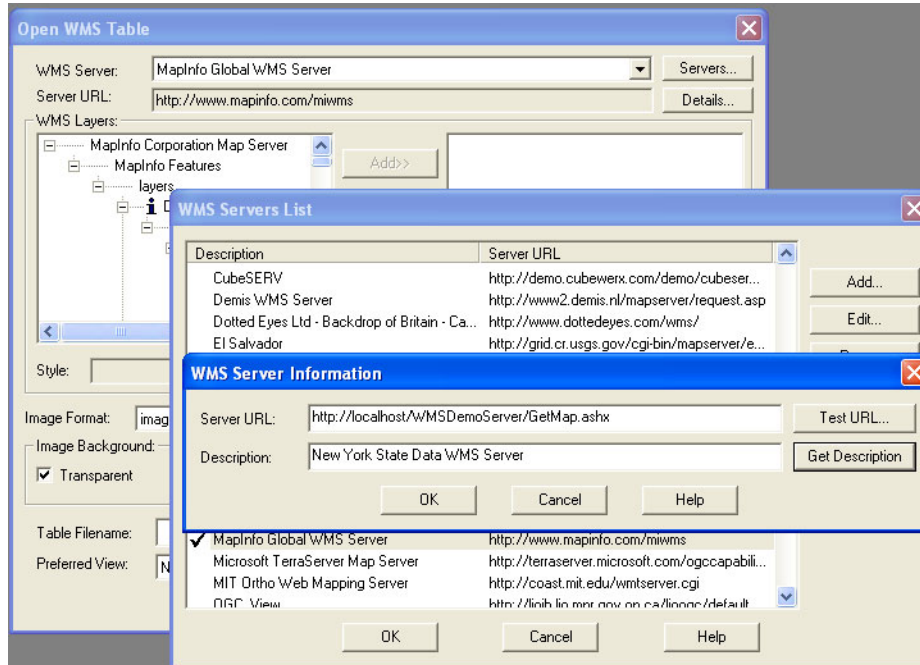 Open WMS Table
WMS Server: MapInfo Global WMS Server Servers...
Server URL: http://www.mapinfo.com/miwms Details...
WMS Layers:
MapInfo Corporation Map Server
MapInfo Features
layers
Add>>
i
WMS Servers List
Description Server URL
CubeSERV http://demo.cubewerx.com/demo/cubeser...
Demis WMS Server http://www2.demis.nl/mapserver/request.asp
Dotted Eyes Ltd - Backdrop of Britain - Ca... http://www.dottedeyes.com/wms/
El Salvador http://grid.cr.usgs.gov/cgi-bin/mapserver/e...
Add...
Edit...
Style:
Image Format: imag
Image Background:
Transparent
Table Filename:
Preferred View: N
WMS Server Information
Server URL: http://localhost/WMSDemoServer/GetMap.ashx Test URL...
Description: New York State Data WMS Server Get Description
OK Cancel Help
MapInfo Global WMS Server http://www.mapinfo.com/miwms
Microsoft TerraServer Map Server http://terraserver.microsoft.com/ogccapabili...
MIT Ortho Web Mapping Server http://coast.mit.edu/wmtserver.cgi
OGC View
OK Cancel Help